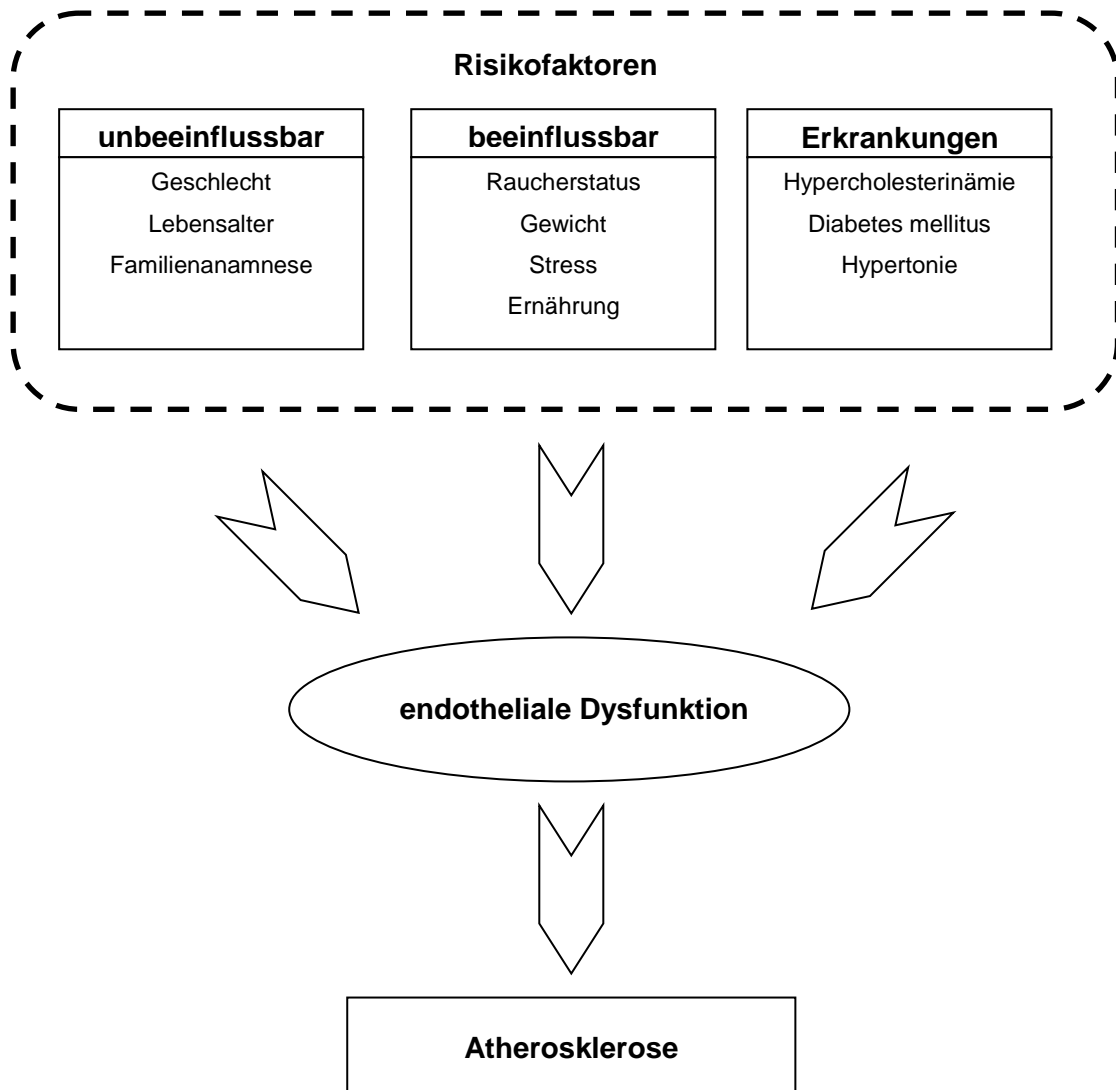 Risikofaktoren
unbeeinflussbar
Geschlecht
Lebensalter
Familienanamnese
beeinflussbar
Raucherstatus
Gewicht
Stress
Ernährung
Erkrankungen
Hypercholesterinämie
Diabetes mellitus
Hypertonie
endotheliale Dysfunktion
Atherosklerose